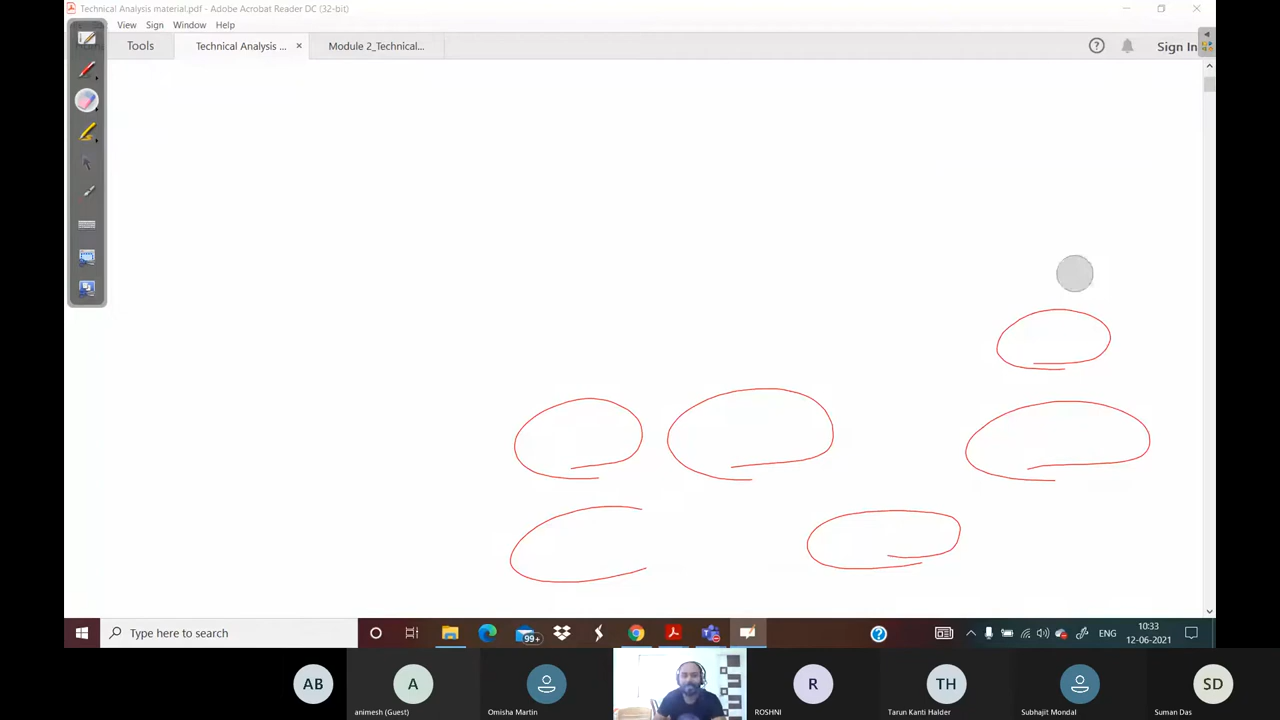 Technical Analysis material.pdf - Adobe Acrobat Reader DC (32-bit)
View Sign Window Help
Tools Technical Analysis ... × Module 2_Technical... Sign In
Type here to search 99+ ENG 10:33
12-06-2021
AB A R TH SD
animesh (Guest) Omisha Martin ROSHNI Tarun Kanti Halder Subhajit Mondal Suman Das